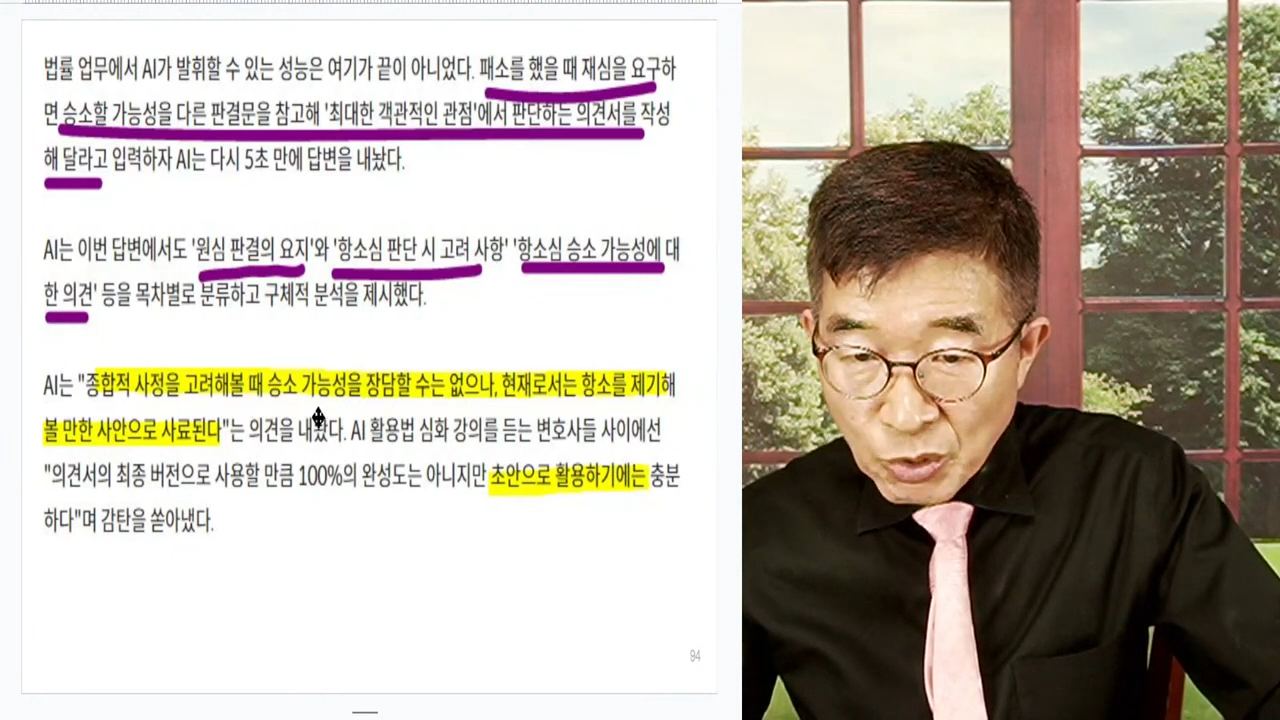 법률 업무에서 AI가 발휘할 수 있는 성능은 여기가 끝이 아니었다. 패소를 했을 때 재심을 요구하
면 승소할 가능성을 다른 판결문을 참고해 '최대한 객관적인 관점'에서 판단하는 의견서를 작성
해 달라고 입력하자 AI는 다시 5초 만에 답변을 내놨다.
AI는 이번 답변에서도 '원심 판결의 요지'와 '항소심 판단 시 고려 사항' '항소심 승소 가능성에 대
한 의견' 등을 목차별로 분류하고 구체적 분석을 제시했다.
AI는 "종합적 사정을 고려해볼 때 승소 가능성을 장담할 수는 없으나, 현재로서는 항소를 제기해
볼 만한 사안으로 사료된다"는 의견을 내놨다. AI 활용법 심화 강의를 듣는 변호사들 사이에선
"의견서의 최종 버전으로 사용할 만큼 100%의 완성도는 아니지만 초안으로 활용하기에는 충분
하다"며 감탄을 쏟아냈다.
94